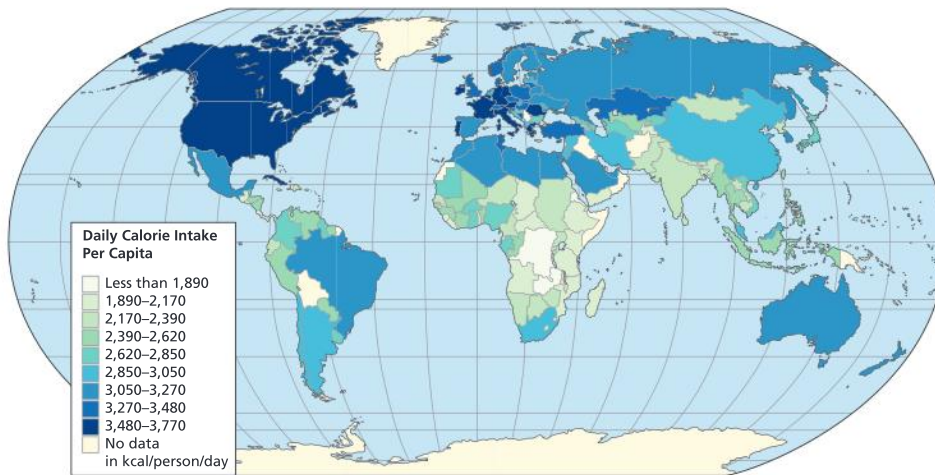 Daily Calorie Intake
Per Capita
Less than 1,890
1,890–2,170
2,170–2,390
2,390–2,620
2,620–2,850
2,850–3,050
3,050–3,270
3,270–3,480
3,480–3,770
No data
in kcal/person/day